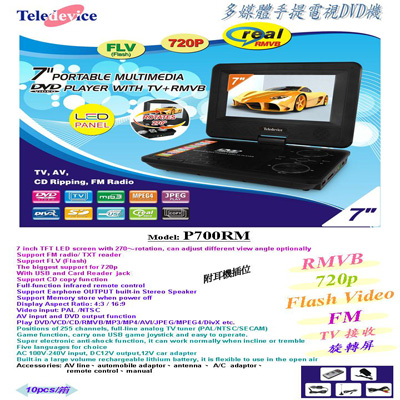 Teledevice
多媒體手提電視DVD機
FLV
(Flash)
720P
real
RMVB
7" PORTABLE MULTIMEDIA
DVD PLAYER WITH TV+RMVB
LED
PANEL
ROTATES
270°
7"
Teledevice
TV, AV,
CD Ripping, FM Radio
DVD
TV
mp3
MPEG4
JPEG
DIVX
SD
real
7"
Model: P700RM
7 inch TFT LED screen with 270°-rotation, can adjust different view angle optionally
Support FM radio/ TXT reader
Support FLV (Flash)
The biggest support for 720p
With USB and Card Reader jack
Support CD copy function
Full-function infrared remote control
Support Earphone OUTPUT built-in Stereo Speaker
Support Memory store when power off
Display Aspect Ratio: 4:3 / 16:9
Video input: PAL /NTSC
AV input and DVD output function
Play DVD/VCD/CD/RMVB/MP3/MP4/AVI/JPEG/MPEG4/DivX etc.
Positions of 255 channels, full-line analog TV tuner (PAL/NTSC/SECAM)
Game function, carry one USB game joystick and easy to operate.
Super electronic anti-shock function, it can work normally when incline or tremble
Five languages for choice
AC 100V-240V input, DC12V output,12V car adapter
Built-in a large volume rechargeable lithium battery, it is flexible to use in the open air
Accessories: AV line、automobile adaptor、antenna 、 A/C adaptor、
remote control、manual
附耳機插位
RMVB
720p
Flash Video
FM
TV 接收
旋轉屏
10pcs/箱